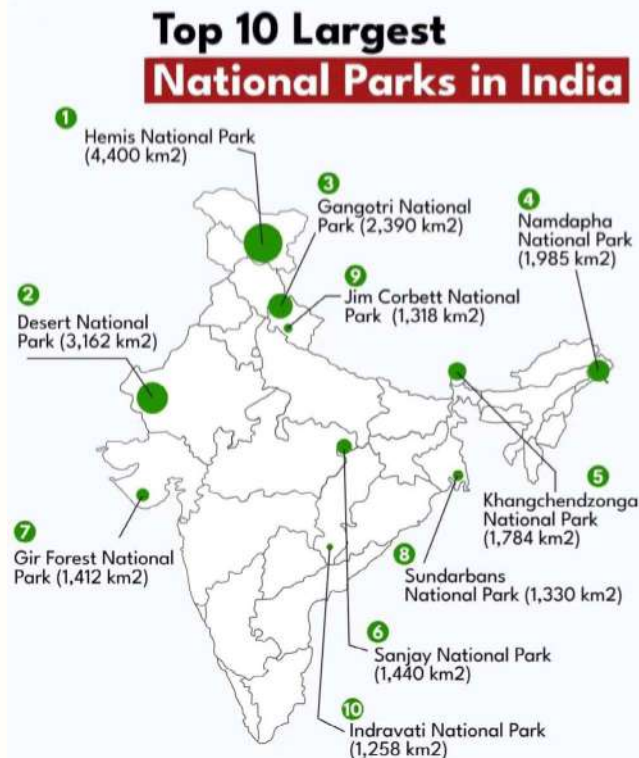 Top 10 Largest
National Parks in India
1
Hemis National Park
(4,400 km2)
3
Gangotri National
Park (2,390 km2)
4
Namdapha
National Park
(1,985 km2)
9
Jim Corbett National
Park (1,318 km2)
2
Desert National
Park (3,162 km2)
5
Khangchendzonga
National Park
(1,784 km2)
7
Gir Forest National
Park (1,412 km2)
8
Sundarbans
National Park (1,330 km2)
6
Sanjay National Park
(1,440 km2)
10
Indravati National Park
(1,258 km2)